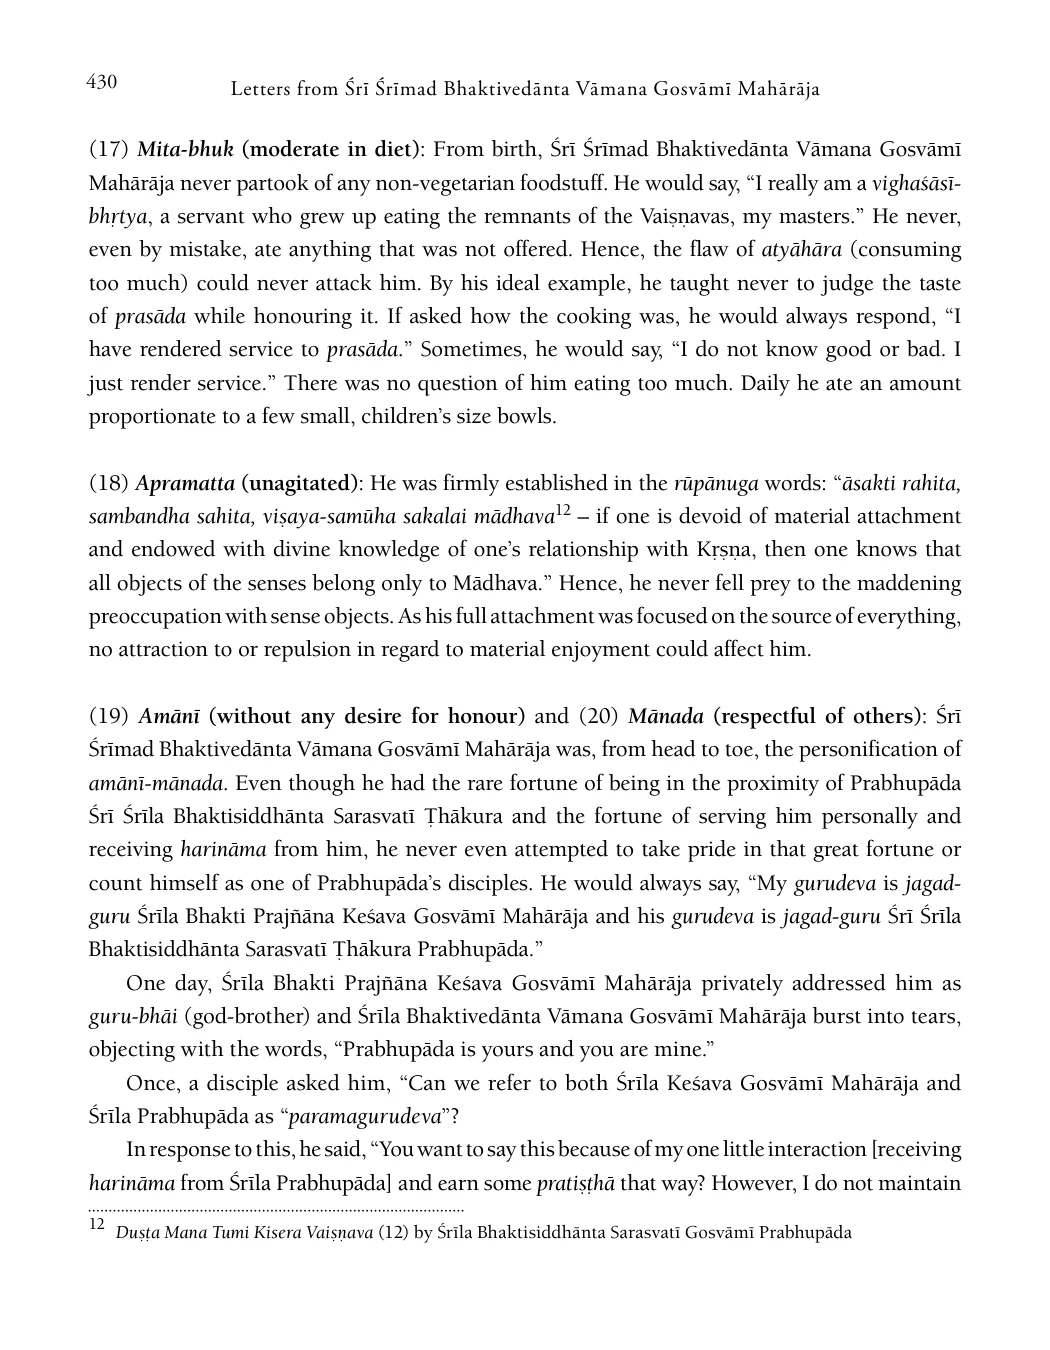 430
Letters from Śrī Śrīmad Bhaktivedānta Vāmana Gosvāmī Mahārāja
(17) Mita-bhuk (moderate in diet): From birth, Śrī Śrīmad Bhaktivedānta Vāmana Gosvāmī
Mahārāja never partook of any non-vegetarian foodstuff. He would say, “I really am a vighaśāsī-
bhṛtya, a servant who grew up eating the remnants of the Vaiṣṇavas, my masters.” He never,
even by mistake, ate anything that was not offered. Hence, the flaw of atyāhāra (consuming
too much) could never attack him. By his ideal example, he taught never to judge the taste
of prasāda while honouring it. If asked how the cooking was, he would always respond, “I
have rendered service to prasāda.” Sometimes, he would say, “I do not know good or bad. I
just render service.” There was no question of him eating too much. Daily he ate an amount
proportionate to a few small, children’s size bowls.
(18) Apramatta (unagitated): He was firmly established in the rūpānuga words: “āsakti rahita,
sambandha sahita, viṣaya-samūha sakalai mādhava12 – if one is devoid of material attachment
and endowed with divine knowledge of one’s relationship with Kṛṣṇa, then one knows that
all objects of the senses belong only to Mādhava.” Hence, he never fell prey to the maddening
preoccupation with sense objects. As his full attachment was focused on the source of everything,
no attraction to or repulsion in regard to material enjoyment could affect him.
(19) Amānī (without any desire for honour) and (20) Mānada (respectful of others): Śrī
Śrīmad Bhaktivedānta Vāmana Gosvāmī Mahārāja was, from head to toe, the personification of
amānī-mānada. Even though he had the rare fortune of being in the proximity of Prabhupāda
Śrī Śrīla Bhaktisiddhānta Sarasvatī Ṭhākura and the fortune of serving him personally and
receiving harināma from him, he never even attempted to take pride in that great fortune or
count himself as one of Prabhupāda’s disciples. He would always say, “My gurudeva is jagad-
guru Śrīla Bhakti Prajñāna Keśava Gosvāmī Mahārāja and his gurudeva is jagad-guru Śrī Śrīla
Bhaktisiddhānta Sarasvatī Ṭhākura Prabhupāda.”
One day, Śrīla Bhakti Prajñāna Keśava Gosvāmī Mahārāja privately addressed him as
guru-bhāi (god-brother) and Śrīla Bhaktivedānta Vāmana Gosvāmī Mahārāja burst into tears,
objecting with the words, “Prabhupāda is yours and you are mine.”
Once, a disciple asked him, “Can we refer to both Śrīla Keśava Gosvāmī Mahārāja and
Śrīla Prabhupāda as “paramagurudeva”?
In response to this, he said, “You want to say this because of my one little interaction [receiving
harināma from Śrīla Prabhupāda] and earn some pratiṣṭhā that way? However, I do not maintain
12 Duṣṭa Mana Tumi Kisera Vaiṣṇava (12) by Śrīla Bhaktisiddhānta Sarasvatī Gosvāmī Prabhupāda